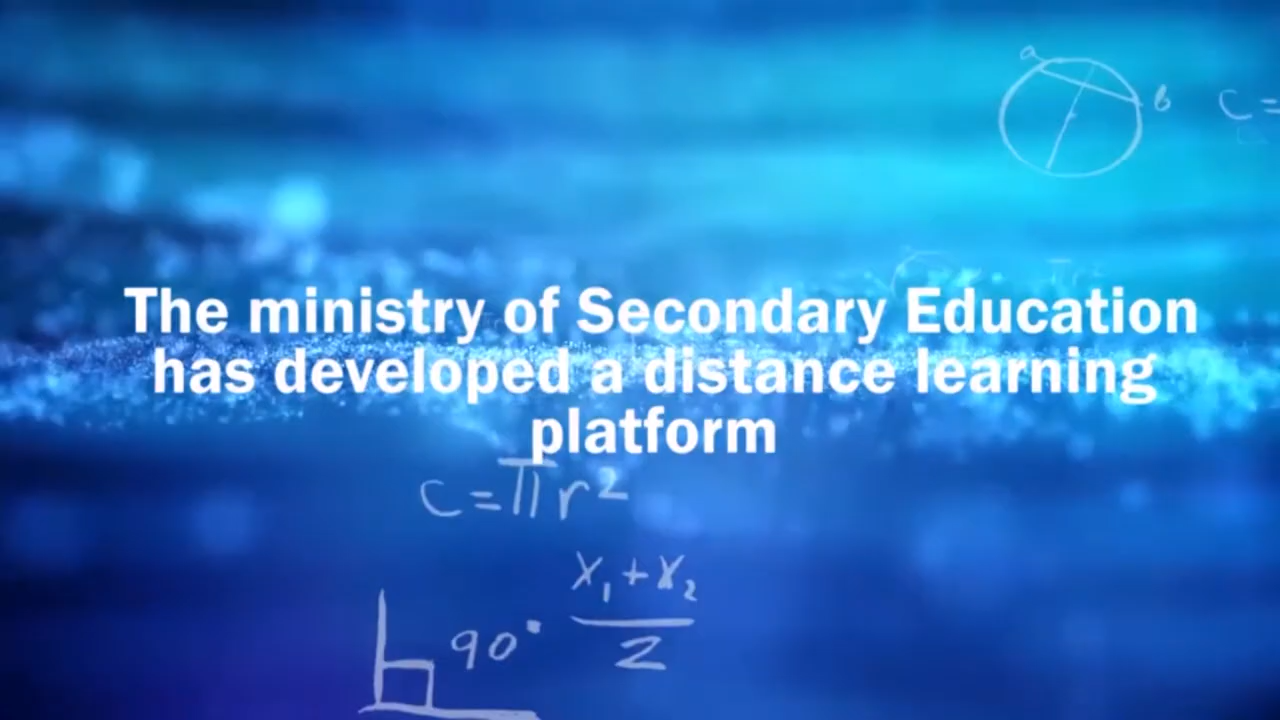 a
b
C=
The ministry of Secondary Education
has developed a distance learning
platform
C=πr²
90°
X₁+X₂
2